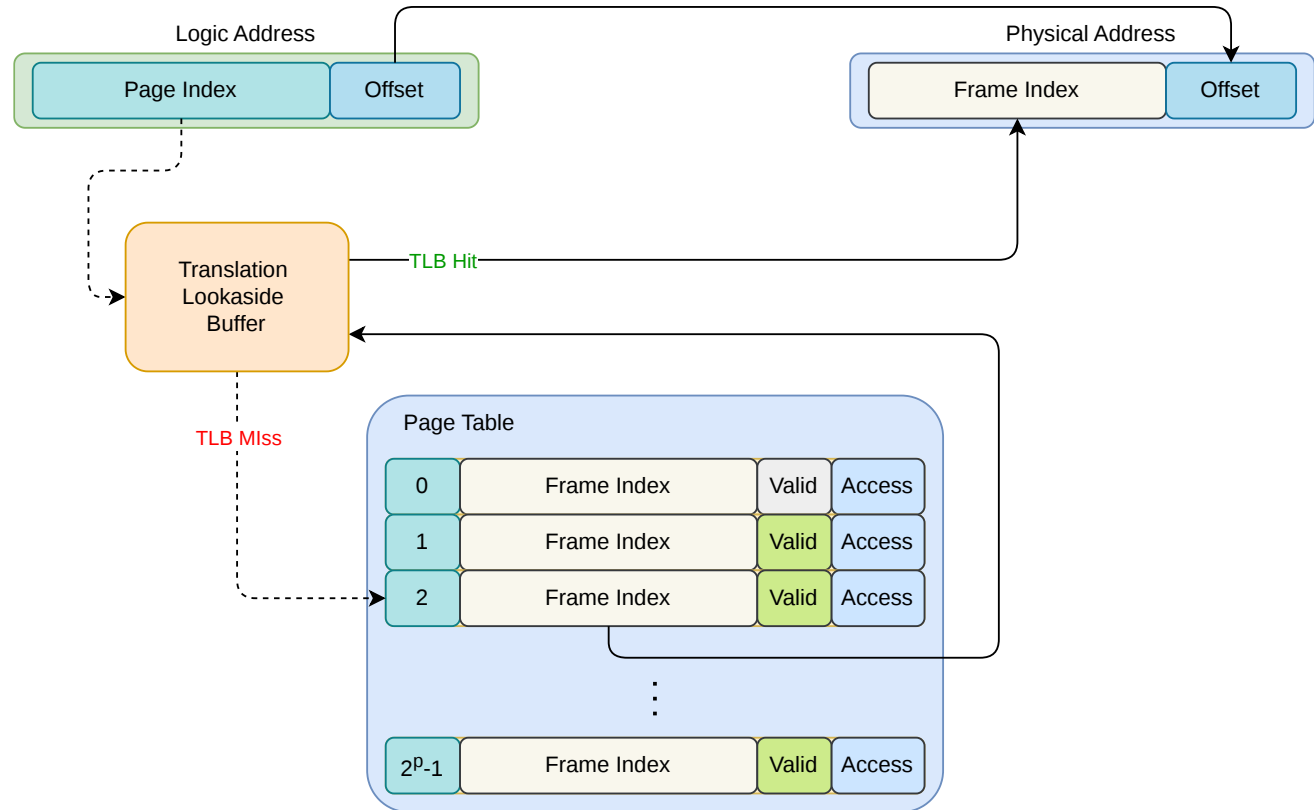 Logic Address
Physical Address
Page Index Offset
Frame Index Offset
Translation
Lookaside
Buffer
TLB Hit
TLB MIss
Page Table
0 Frame Index Valid Access
1 Frame Index Valid Access
2 Frame Index Valid Access
⋮
2ᵖ-1 Frame Index Valid Access